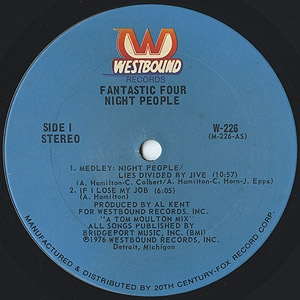 WESTBOUND
RECORDS
FANTASTIC FOUR
NIGHT PEOPLE
SIDE I
STEREO
W-226
(M-226-AS)
1. MEDLEY: NIGHT PEOPLE/
LIES DIVIDED BY JIVE (10:57)
(A. Hamilton-C. Colbert/A. Hamilton-C. Horn-J. Epps)
2. IF I LOSE MY JOB (6:05)
(A. Hamilton)
PRODUCED BY AL KENT
FOR WESTBOUND RECORDS, INC.
"A TOM MOULTON MIX"
ALL SONGS PUBLISHED BY
BRIDGEPORT MUSIC, INC. (BMI)
©1976 WESTBOUND RECORDS, INC.
Detroit, Michigan
MANUFACTURED & DISTRIBUTED BY 20TH CENTURY-FOX RECORD CORP.